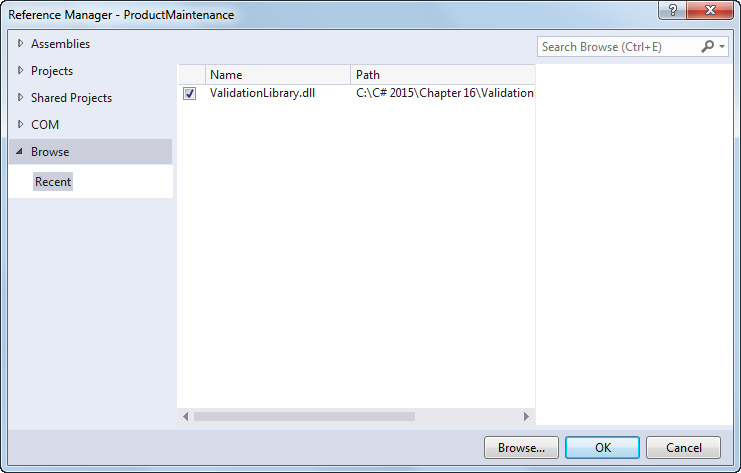 Reference Manager - ProductMaintenance
Assemblies
Projects
Shared Projects
COM
Browse
Recent
Search Browse (Ctrl+E)
Name Path
ValidationLibrary.dll C:\C# 2015\Chapter 16\Validation
Browse... OK Cancel